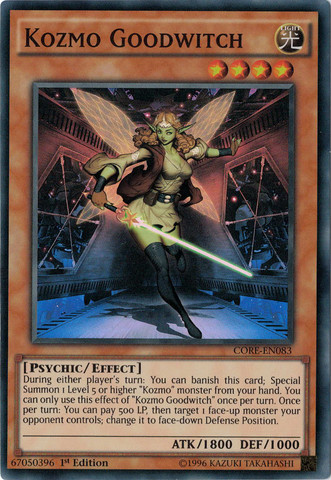 Kozmo Goodwitch
LIGHT
光
CORE-EN083
[Psychic/Effect]
During either player's turn: You can banish this card; Special
Summon 1 Level 5 or higher "Kozmo" monster from your hand. You
can only use this effect of "Kozmo Goodwitch" once per turn. Once
per turn: You can pay 500 LP, then target 1 face-up monster your
opponent controls; change it to face-down Defense Position.
ATK/1800 DEF/1000
67050396 1st Edition ©1996 KAZUKI TAKAHASHI